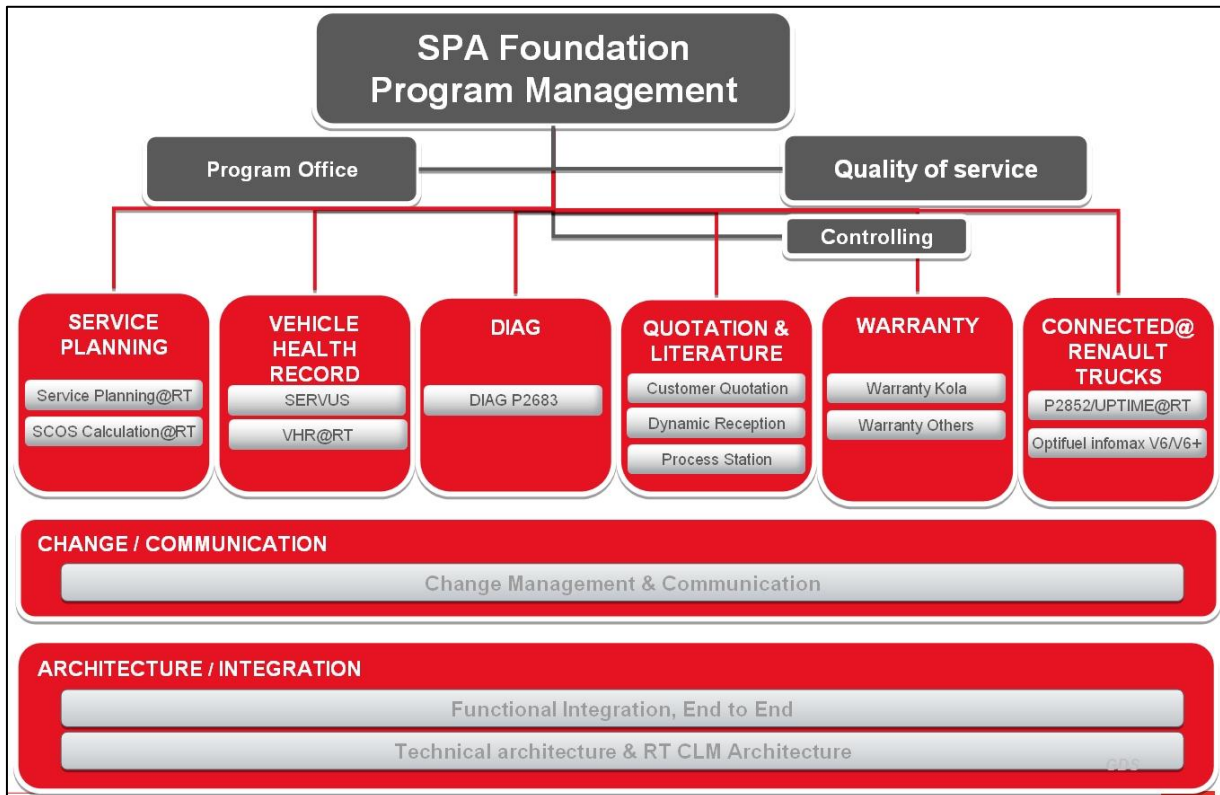 SPA Foundation
Program Management
Program Office
Quality of service
Controlling
SERVICE
PLANNING
Service Planning@RT
SCOS Calculation@RT
VEHICLE
HEALTH
RECORD
SERVUS
VHR@RT
DIAG
DIAG P2683
QUOTATION &
LITERATURE
Customer Quotation
Dynamic Reception
Process Station
WARRANTY
Warranty Kola
Warranty Others
CONNECTED@
RENAULT
TRUCKS
P2852/UPTIME@RT
Optifuel infomax V6/V6+
CHANGE / COMMUNICATION
Change Management & Communication
ARCHITECTURE / INTEGRATION
Functional Integration, End to End
Technical architecture & RT CLM Architecture
GDS